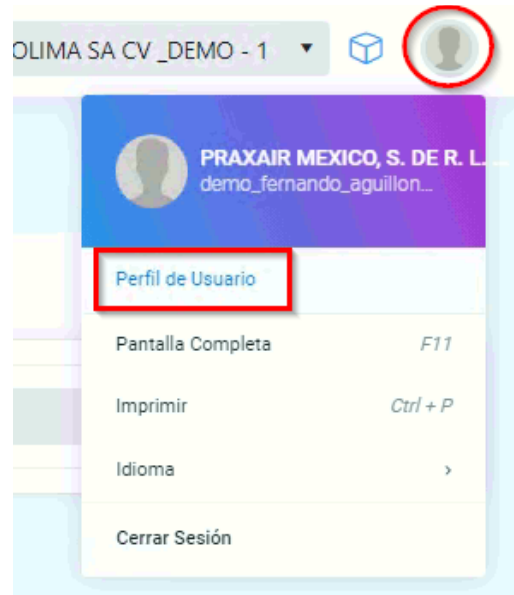 OLIMA SA CV _DEMO - 1
PRAXAIR MEXICO, S. DE R. L. ...
demo_fernando_aguillon...
Perfil de Usuario
Pantalla Completa F11
Imprimir Ctrl + P
Idioma
Cerrar Sesión